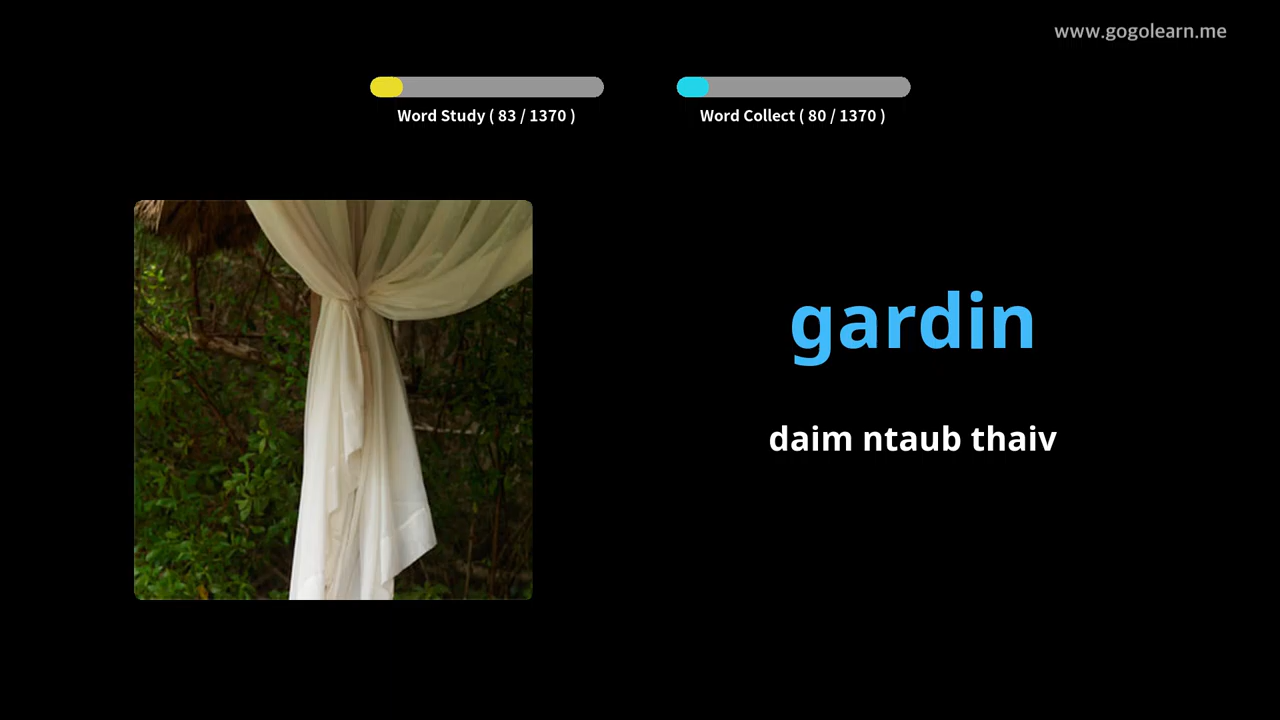 www.gogolearn.me
Word Study ( 83 / 1370 )
Word Collect ( 80 / 1370 )
gardin
daim ntaub thaiv